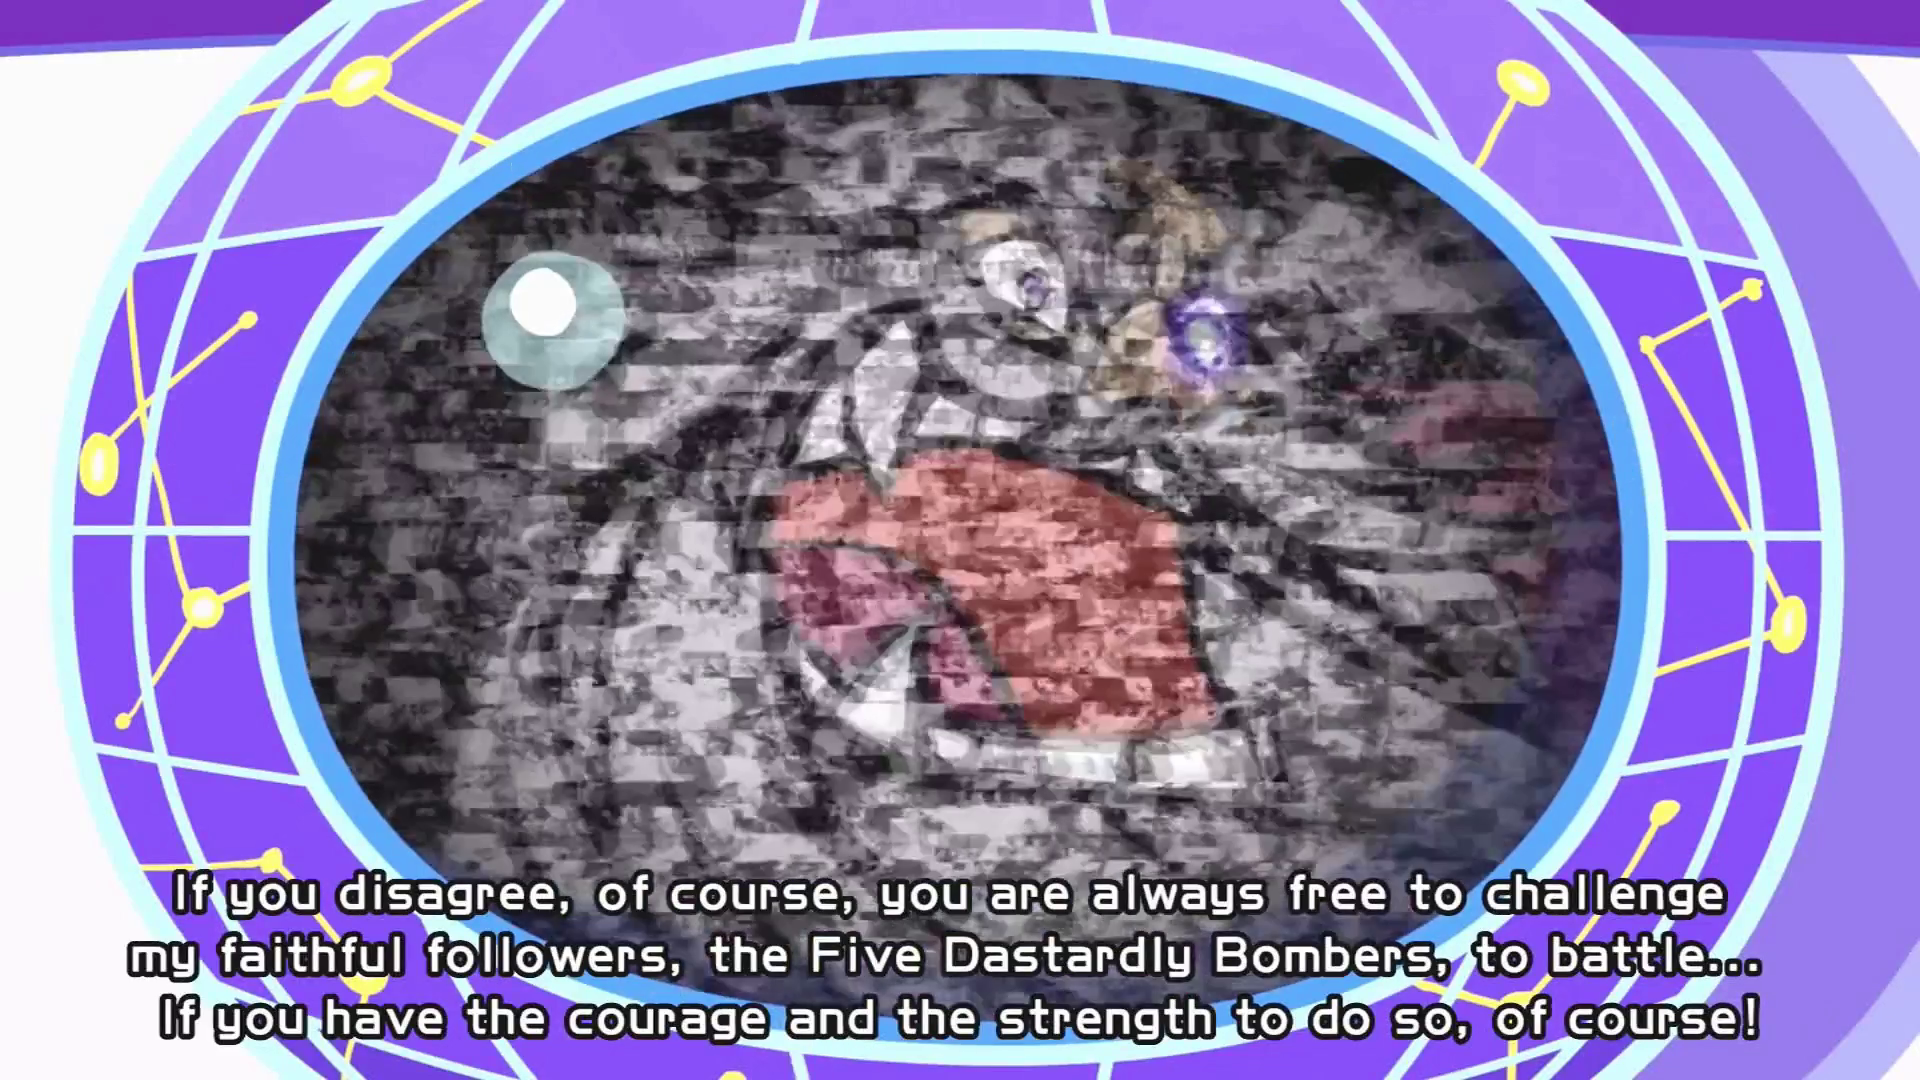 If you disagree, of course, you are always free to challenge
my faithful followers, the Five Dastardly Bombers, to battle...
If you have the courage and the strength to do so, of course!